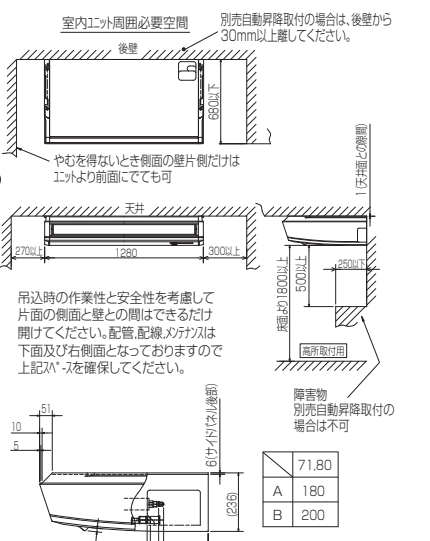 室内ユニット周囲必要空間
別売自動昇降取付の場合は、後壁から
30mm以上離してください。
後壁
680以下
やむを得ないとき側面の壁片側だけは
ユニットより前面にでても可
1(天井面との隙間)
天井
270以上
1280
300以上
250以下
500以上
床面より1800以上
吊込時の作業性と安全性を考慮して
片面の側面と壁との間はできるだけ
開けてください。配管,配線,メンテナンスは
下面及び右側面となっておりますので
上記スペースを確保してください。
高所取付用
障害物
別売自動昇降取付の
場合は不可
51
10
5
6(サイドパネル後部)
(236)
71,80
A 180
B 200